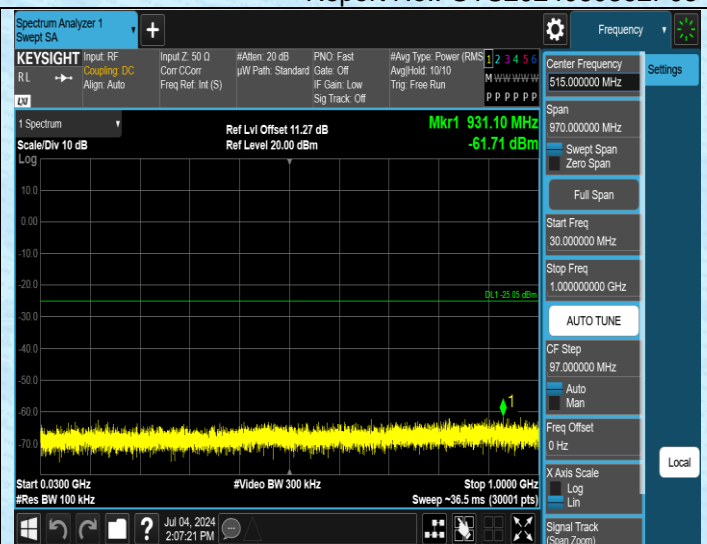 Spectrum Analyzer 1
Swept SA
+
Frequency
KEYSIGHT
RL
LXI
Input: RF
Coupling: DC
Align: Auto
Input Z: 50 Ω
Corr CCorr
Freq Ref: Int (S)
#Atten: 20 dB
µW Path: Standard
PNO: Fast
Gate: Off
IF Gain: Low
Sig Track: Off
#Avg Type: Power (RMS
Avg|Hold: 10/10
Trig: Free Run
1 2 3 4 5 6
M W W W W W
P P P P P P
Center Frequency
515.000000 MHz
Settings
Span
970.000000 MHz
Swept Span
Zero Span
Full Span
Start Freq
30.000000 MHz
Stop Freq
1.000000000 GHz
AUTO TUNE
CF Step
97.000000 MHz
Auto
Man
Freq Offset
0 Hz
X Axis Scale
Log
Lin
Signal Track
(Span Zoom)
Local
1 Spectrum
Scale/Div 10 dB
Log
Ref Lvl Offset 11.27 dB
Ref Level 20.00 dBm
Mkr1 931.10 MHz
-61.71 dBm
10.0
0.00
-10.0
-20.0
DL1 -25.05 dBm
-30.0
-40.0
-50.0
-60.0
1
-70.0
Start 0.0300 GHz
#Video BW 300 kHz
Stop 1.0000 GHz
#Res BW 100 kHz
Sweep ~36.5 ms (30001 pts)
?
Jul 04, 2024
2:07:21 PM